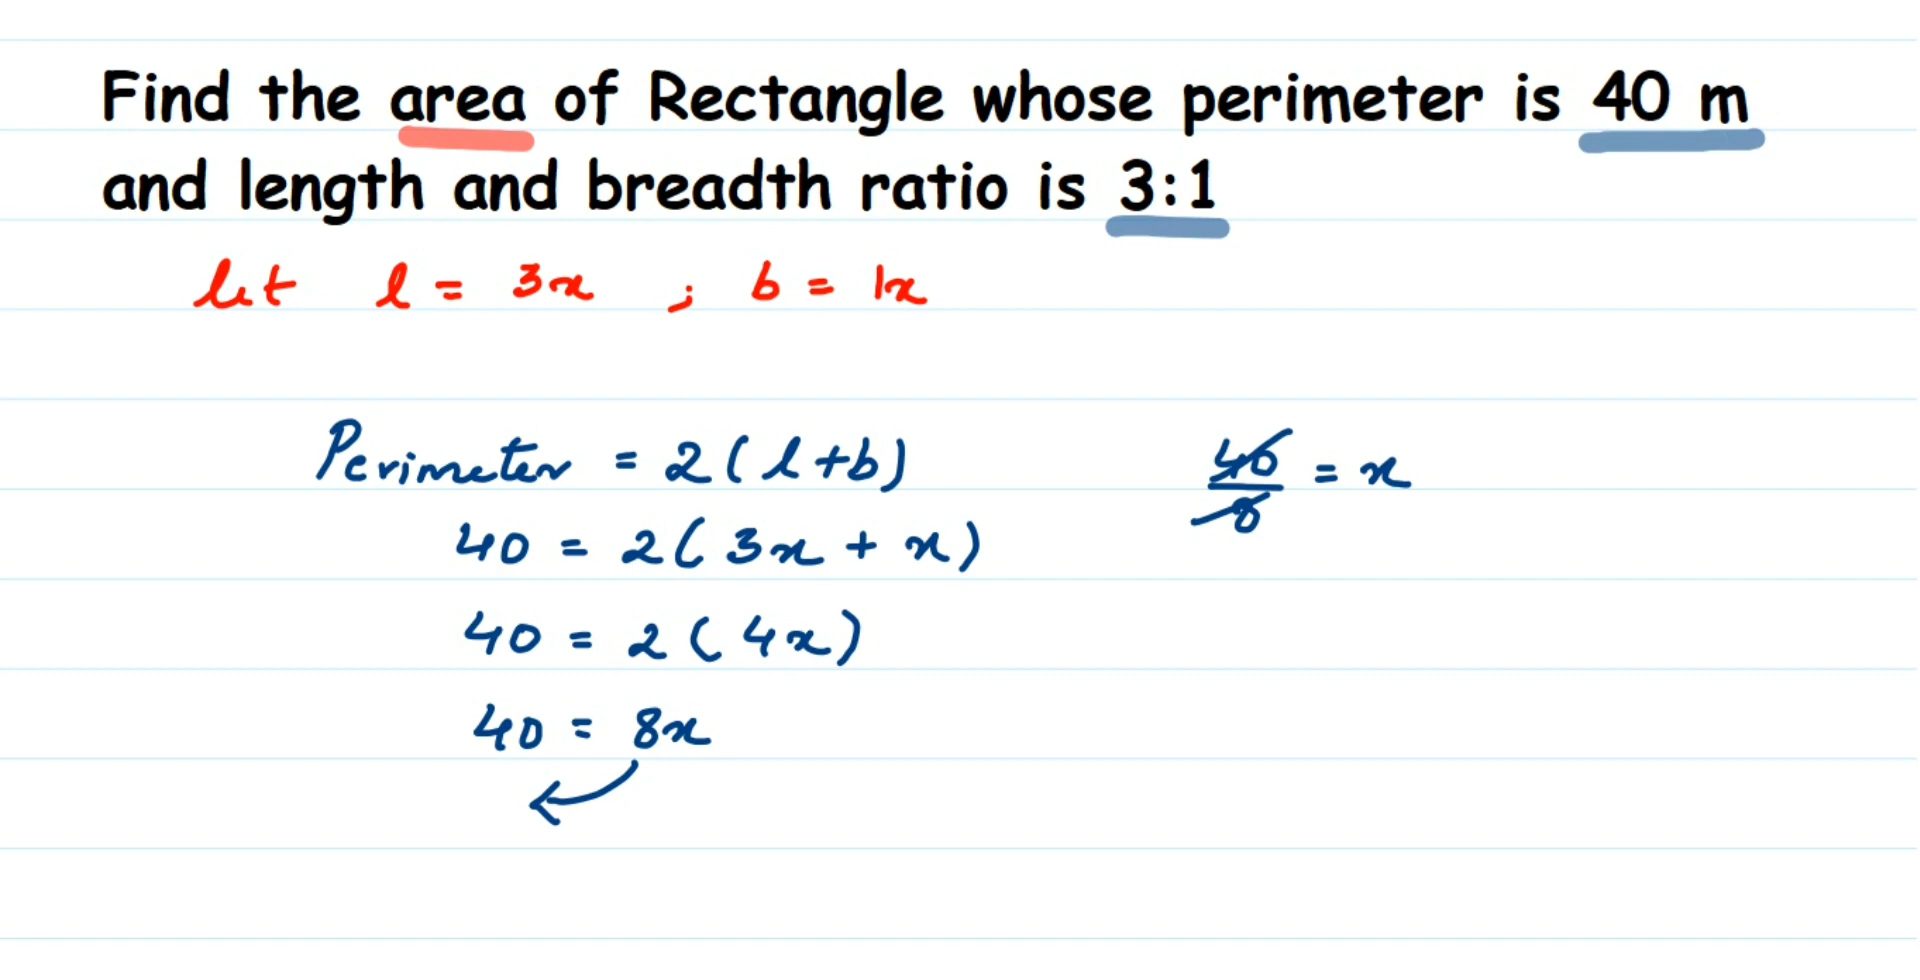 Find the area of Rectangle whose perimeter is 40 m
and length and breadth ratio is 3:1
let l = 3x ; b = 1x
Perimeter = 2(l+b)
40 = 2(3x + x)
40 = 2(4x)
40 = 8x
40/8 = x